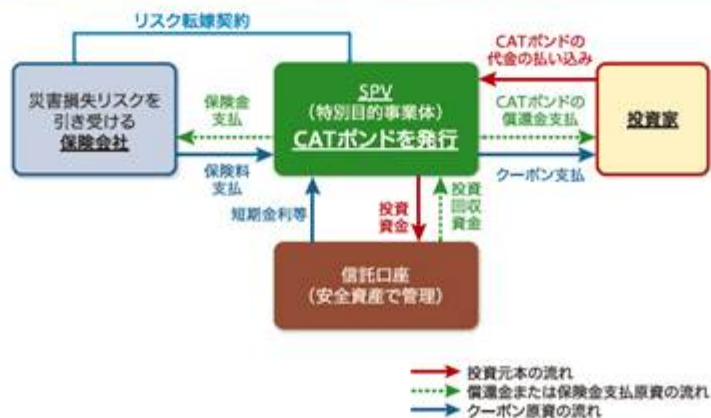 リスク転嫁契約
CATボンドの
代金の払い込み
災害損失リスクを
引き受ける
保険会社
保険金
支払
保険料
支払
SPV
(特別目的事業体)
CATボンドを発行
CATボンドの
償還金支払
クーポン支払
投資家
短期金利等
投資
資金
投資
回収
資金
信託口座
(安全資産で管理)
投資元本の流れ
償還金または保険金支払原資の流れ
クーポン原資の流れ